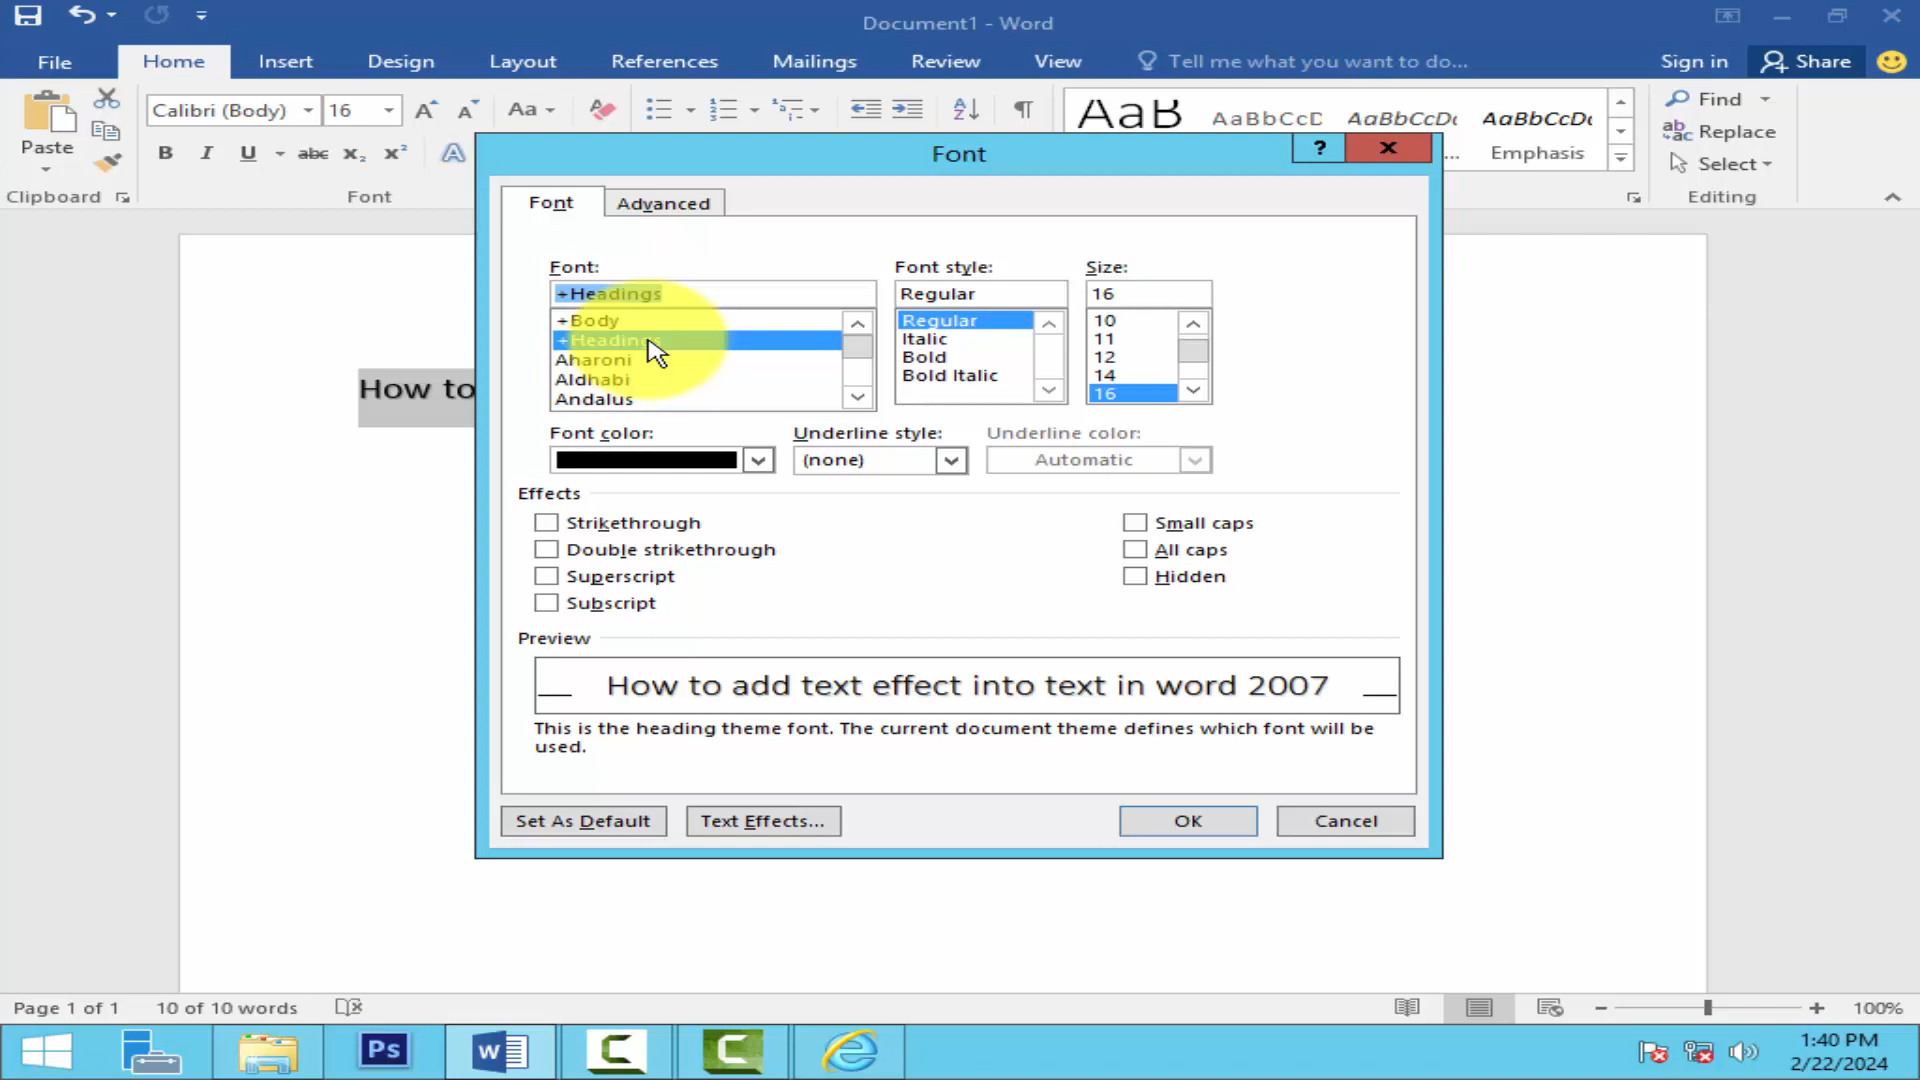 Document1 - Word
File
Home
Insert
Design
Layout
References
Mailings
Review
View
Tell me what you want to do...
Sign in
Share
Paste
Clipboard
Calibri (Body)
16
Aa
B
I
U
abc
x₂
x²
A
Font
AaB
AaBbCcD
AaBbCcD
AaBbCcD
...
Emphasis
Find
Replace
Select
Editing
How to
Font
?
X
Font
Advanced
Font:
+Headings
+Body
+Headings
Aharoni
Aldhabi
Andalus
Font style:
Regular
Regular
Italic
Bold
Bold Italic
Size:
16
10
11
12
14
16
Font color:
Underline style:
(none)
Underline color:
Automatic
Effects
Strikethrough
Double strikethrough
Superscript
Subscript
Small caps
All caps
Hidden
Preview
How to add text effect into text in word 2007
This is the heading theme font. The current document theme defines which font will be
used.
Set As Default
Text Effects...
OK
Cancel
Page 1 of 1
10 of 10 words
100%
Ps
W
C
C
1:40 PM
2/22/2024